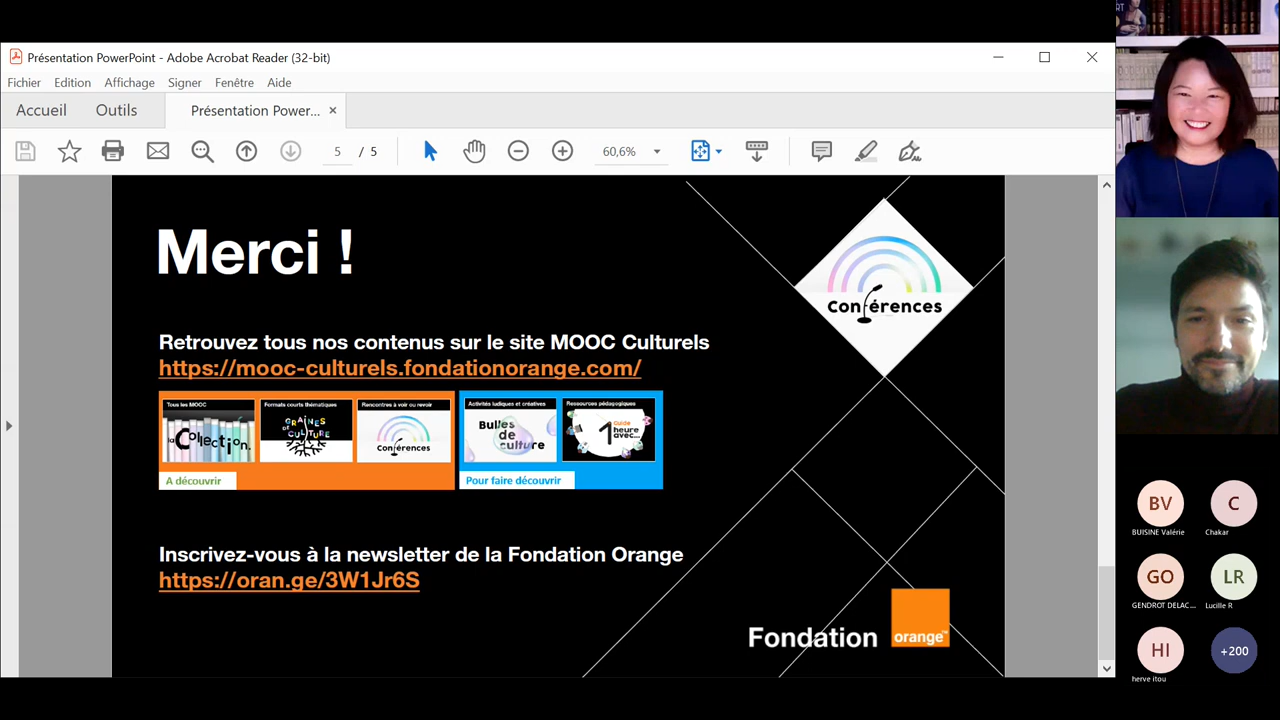 Présentation PowerPoint - Adobe Acrobat Reader (32-bit)
Fichier Edition Affichage Signer Fenêtre Aide
Accueil Outils Présentation Power... ×
5 / 5 60,6%
Merci !
Conférences
Retrouvez tous nos contenus sur le site MOOC Culturels
https://mooc-culturels.fondationorange.com/
Tous les MOOC
la Collection.
Formats courts thématiques
GRAINES
DE CULTURE
Rencontres à voir ou revoir
Conférences
A découvrir
Activités ludiques et créatives
Bulles
de
culture
Ressources pédagogiques
Guide
1 heure
avec...
Pour faire découvrir
Inscrivez-vous à la newsletter de la Fondation Orange
https://oran.ge/3W1Jr6S
Fondation
orange™
BV C
BUISINE Valérie Chakar
GO LR
GENDROT DELAC... Lucille R
HI +200
herve itou